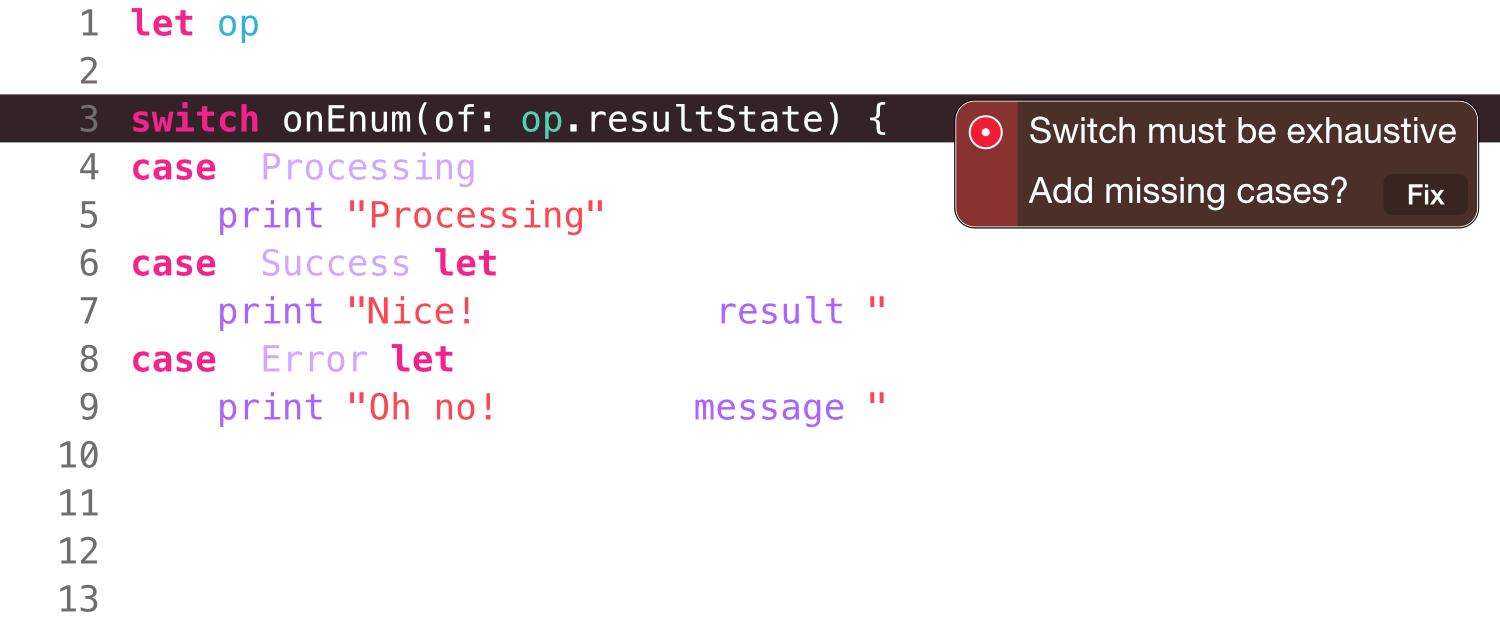 1 let op
2
3 switch onEnum(of: op.resultState) {
Switch must be exhaustive
Add missing cases? Fix
4 case Processing
5 print "Processing"
6 case Success let
7 print "Nice! result "
8 case Error let
9 print "Oh no! message "
10
11
12
13